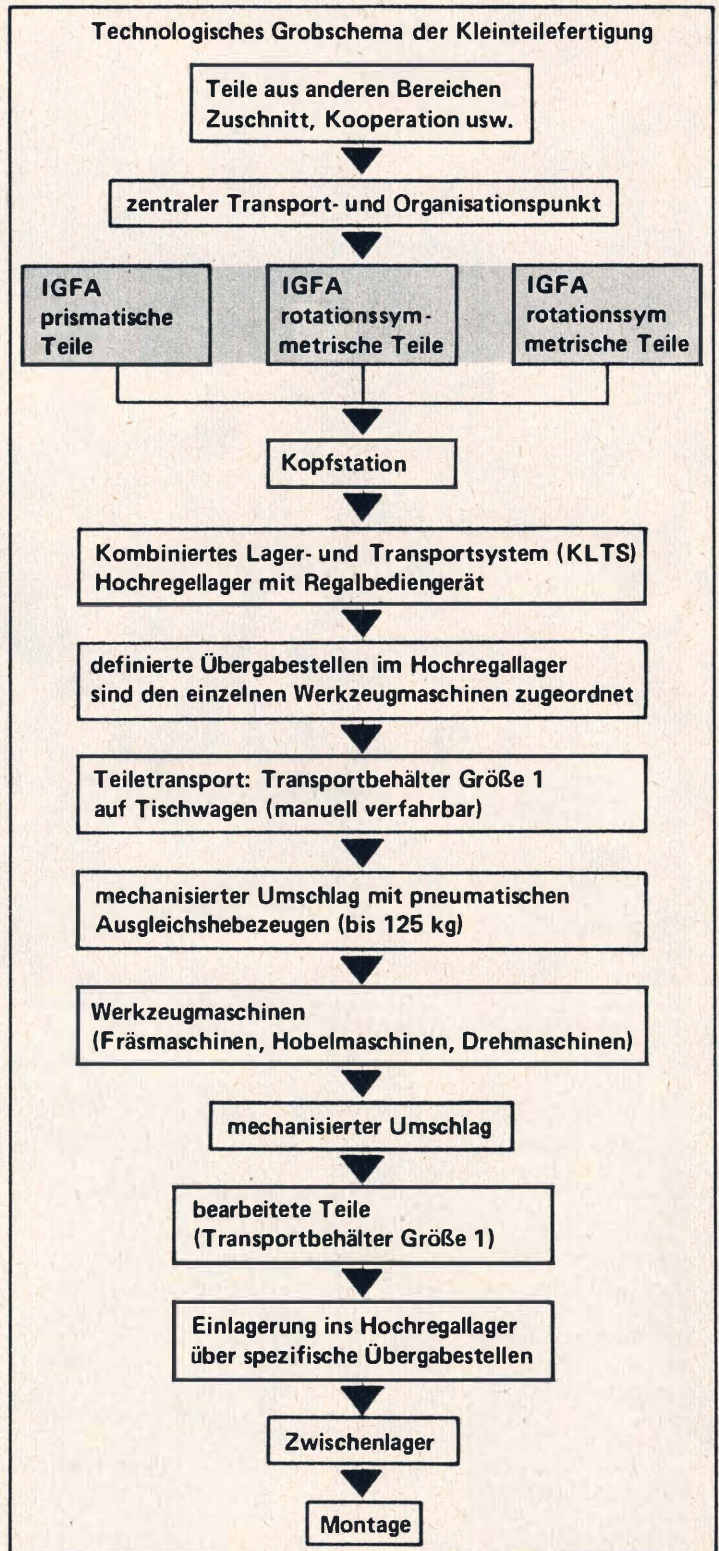 Technologisches Grobschema der Kleinteilefertigung
Teile aus anderen Bereichen
Zuschnitt, Kooperation usw.
zentraler Transport- und Organisationspunkt
IGFA
prismatische
Teile
IGFA
rotationssym-
metrische Teile
IGFA
rotationssym
metrische Teile
Kopfstation
Kombiniertes Lager- und Transportsystem (KLTS)
Hochregellager mit Regalbediengerät
definierte Übergabestellen im Hochregallager
sind den einzelnen Werkzeugmaschinen zugeordnet
Teiletransport: Transportbehälter Größe 1
auf Tischwagen (manuell verfahrbar)
mechanisierter Umschlag mit pneumatischen
Ausgleichshebezeugen (bis 125 kg)
Werkzeugmaschinen
(Fräsmaschinen, Hobelmaschinen, Drehmaschinen)
mechanisierter Umschlag
bearbeitete Teile
(Transportbehälter Größe 1)
Einlagerung ins Hochregallager
über spezifische Übergabestellen
Zwischenlager
Montage